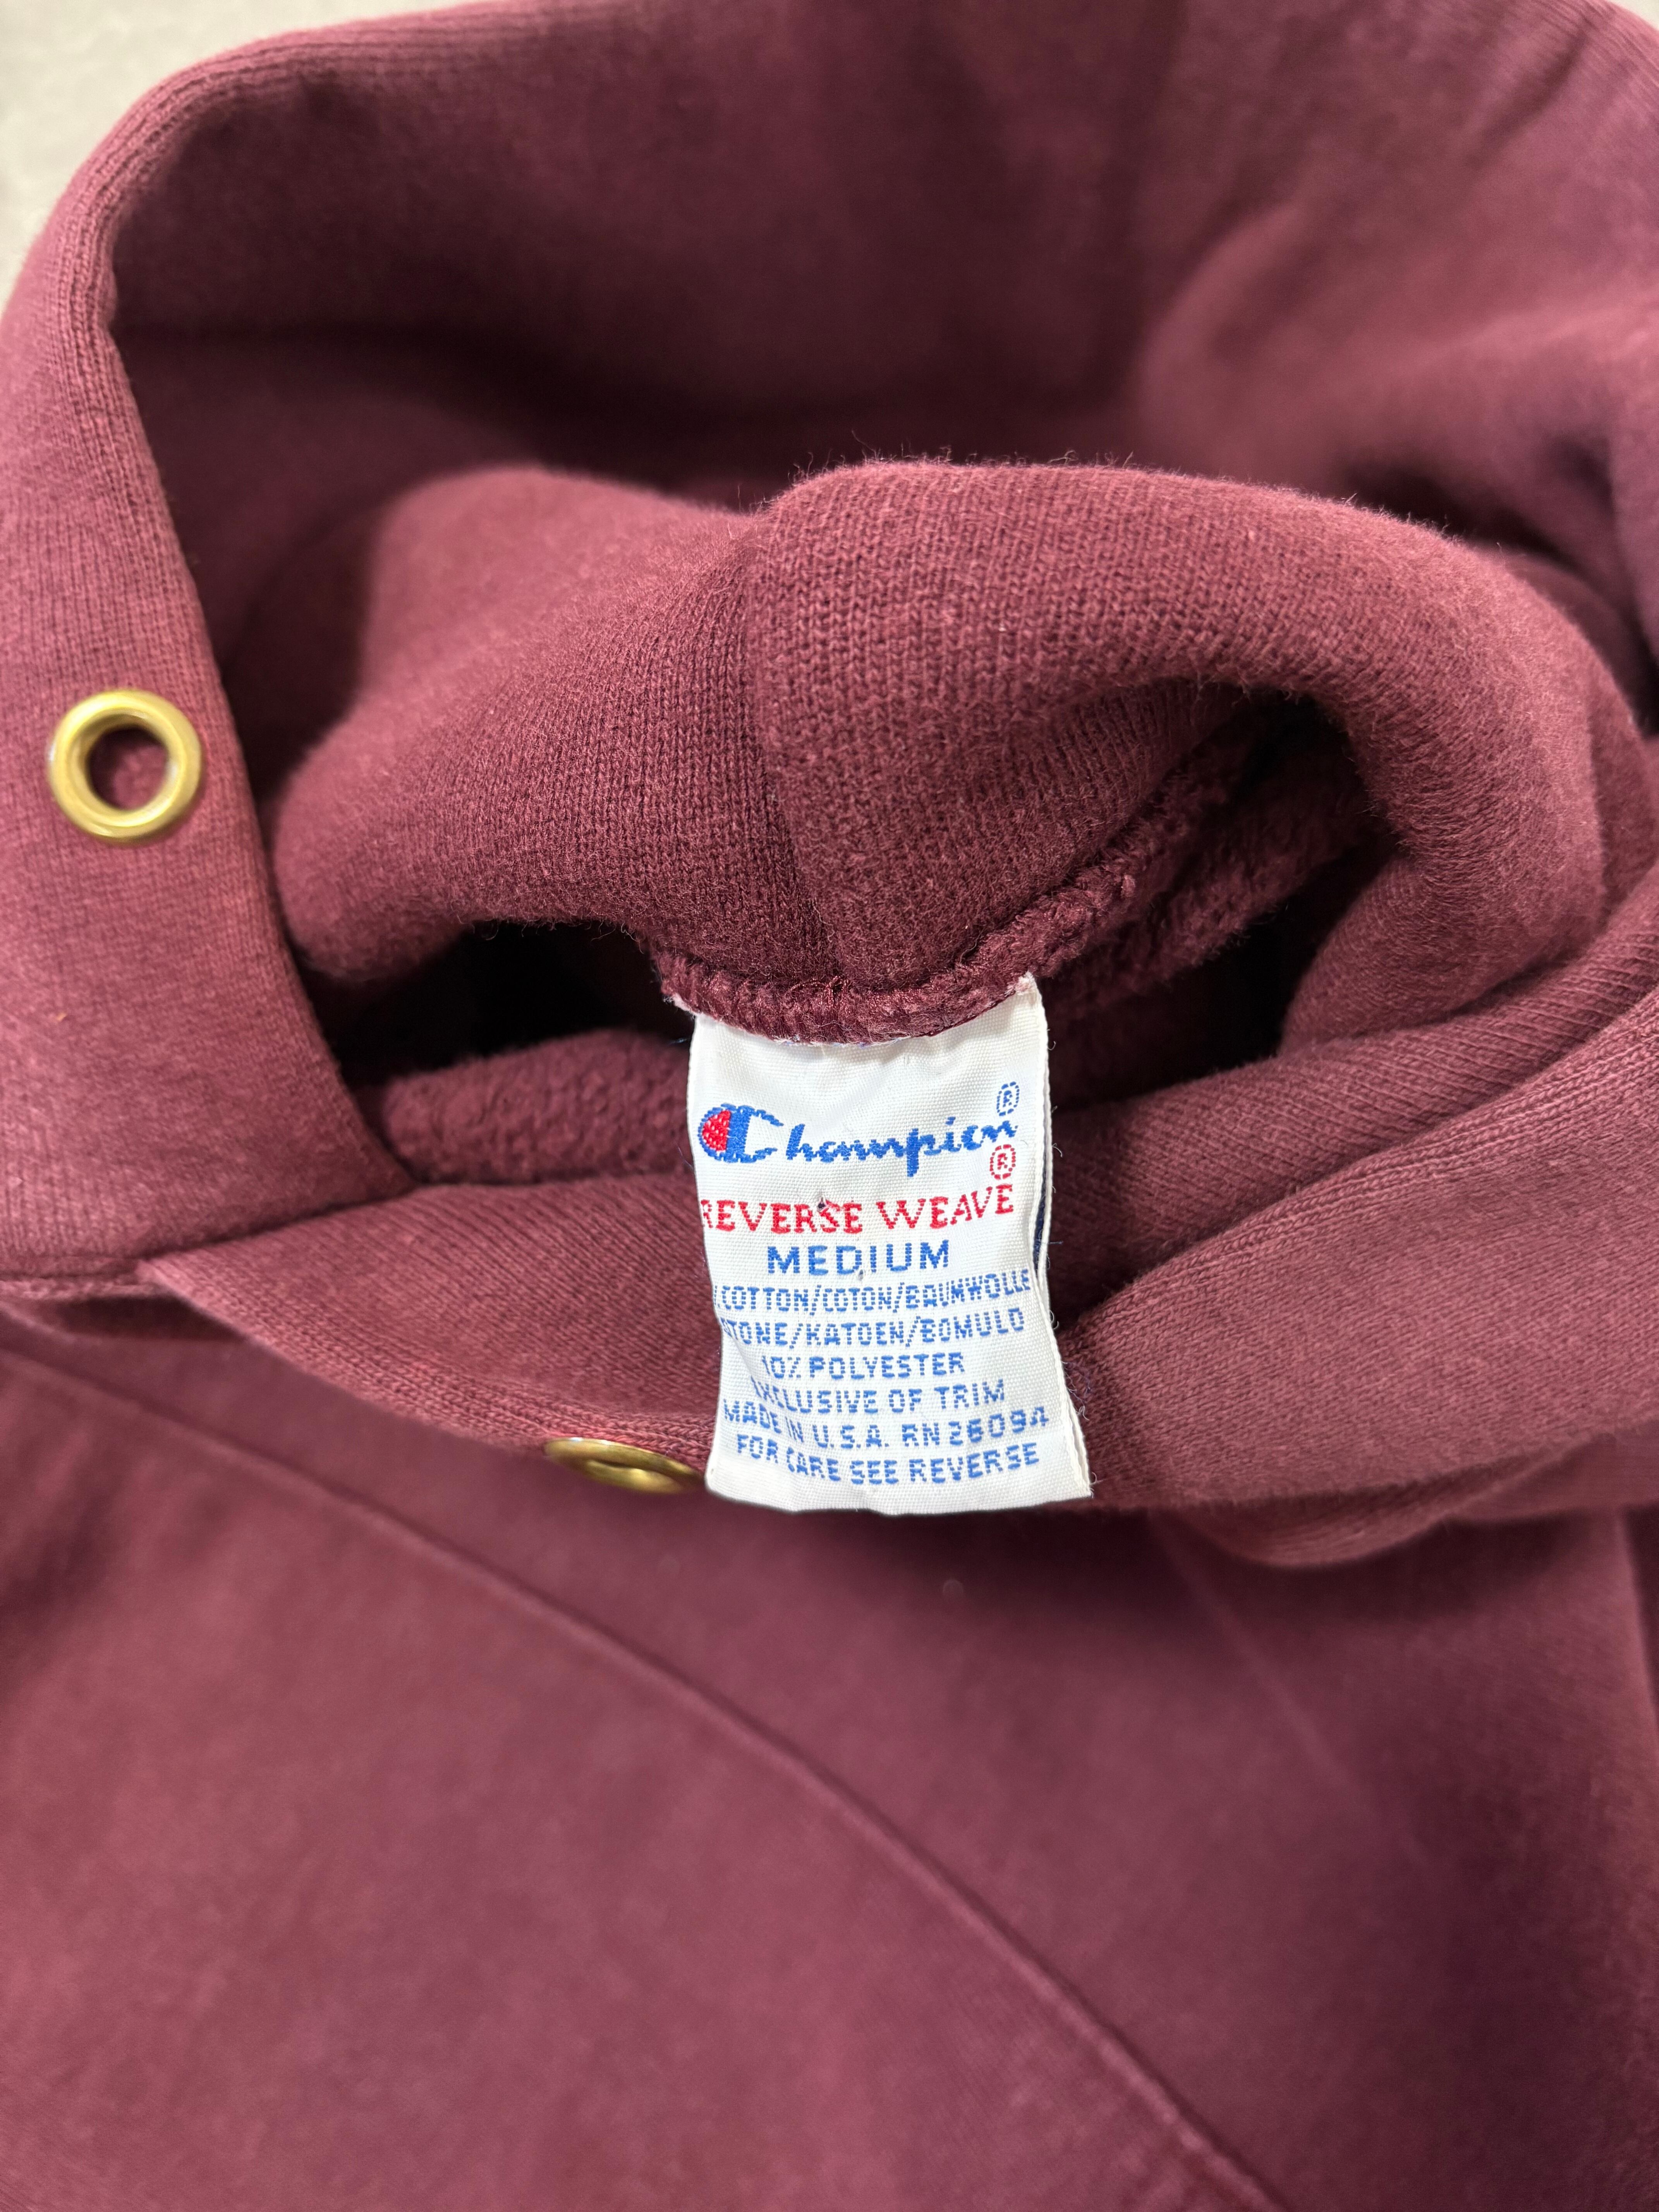 Champion®
REVERSE WEAVE®
MEDIUM
COTTON/COTON/BAUMWOLLE
/KATOEN/BOMULD
10% POLYESTER
EXCLUSIVE OF TRIM
MADE IN U.S.A. RN26094
FOR CARE SEE REVERSE